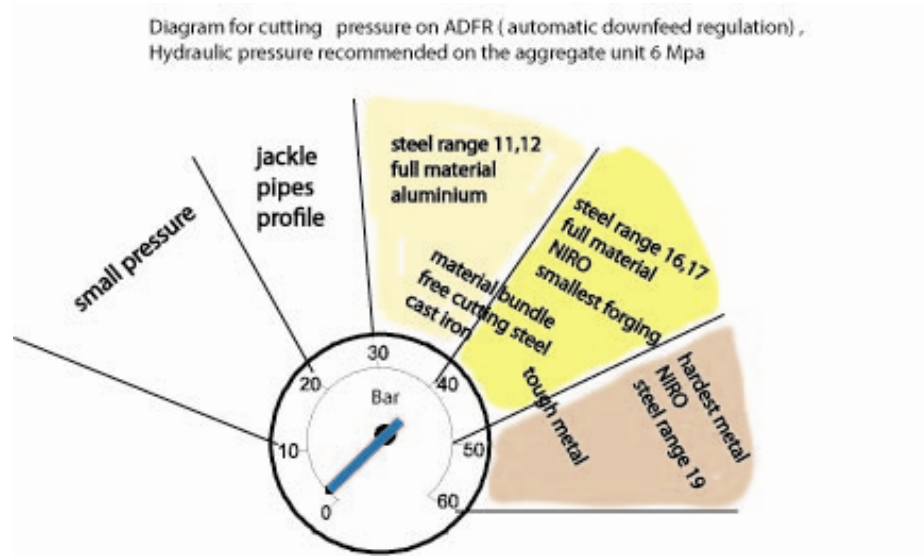 Diagram for cutting pressure on ADFR ( automatic downfeed regulation) ,
Hydraulic pressure recommended on the aggregate unit 6 Mpa
small pressure
jackle
pipes
profile
steel range 11,12
full material
aluminium
material bundle
free cutting steel
cast iron
steel range 16,17
full material
NIRO
smallest forging
tough metal
hardest metal
NIRO
steel range 19
Bar
0
10
20
30
40
50
60